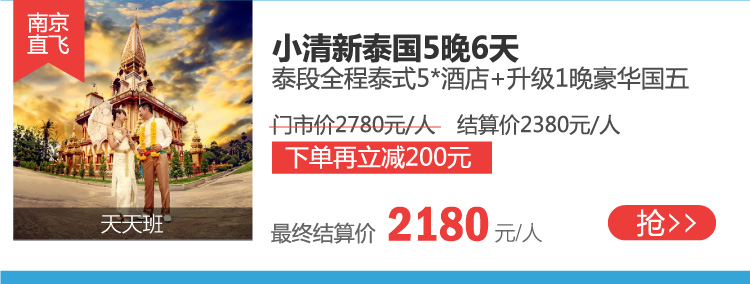 南京
直飞
天天班
小清新泰国5晚6天
泰段全程泰式5*酒店+升级1晚豪华国五
门市价2780元/人 结算价2380元/人
下单再立减200元
最终结算价 2180 元/人
抢>>